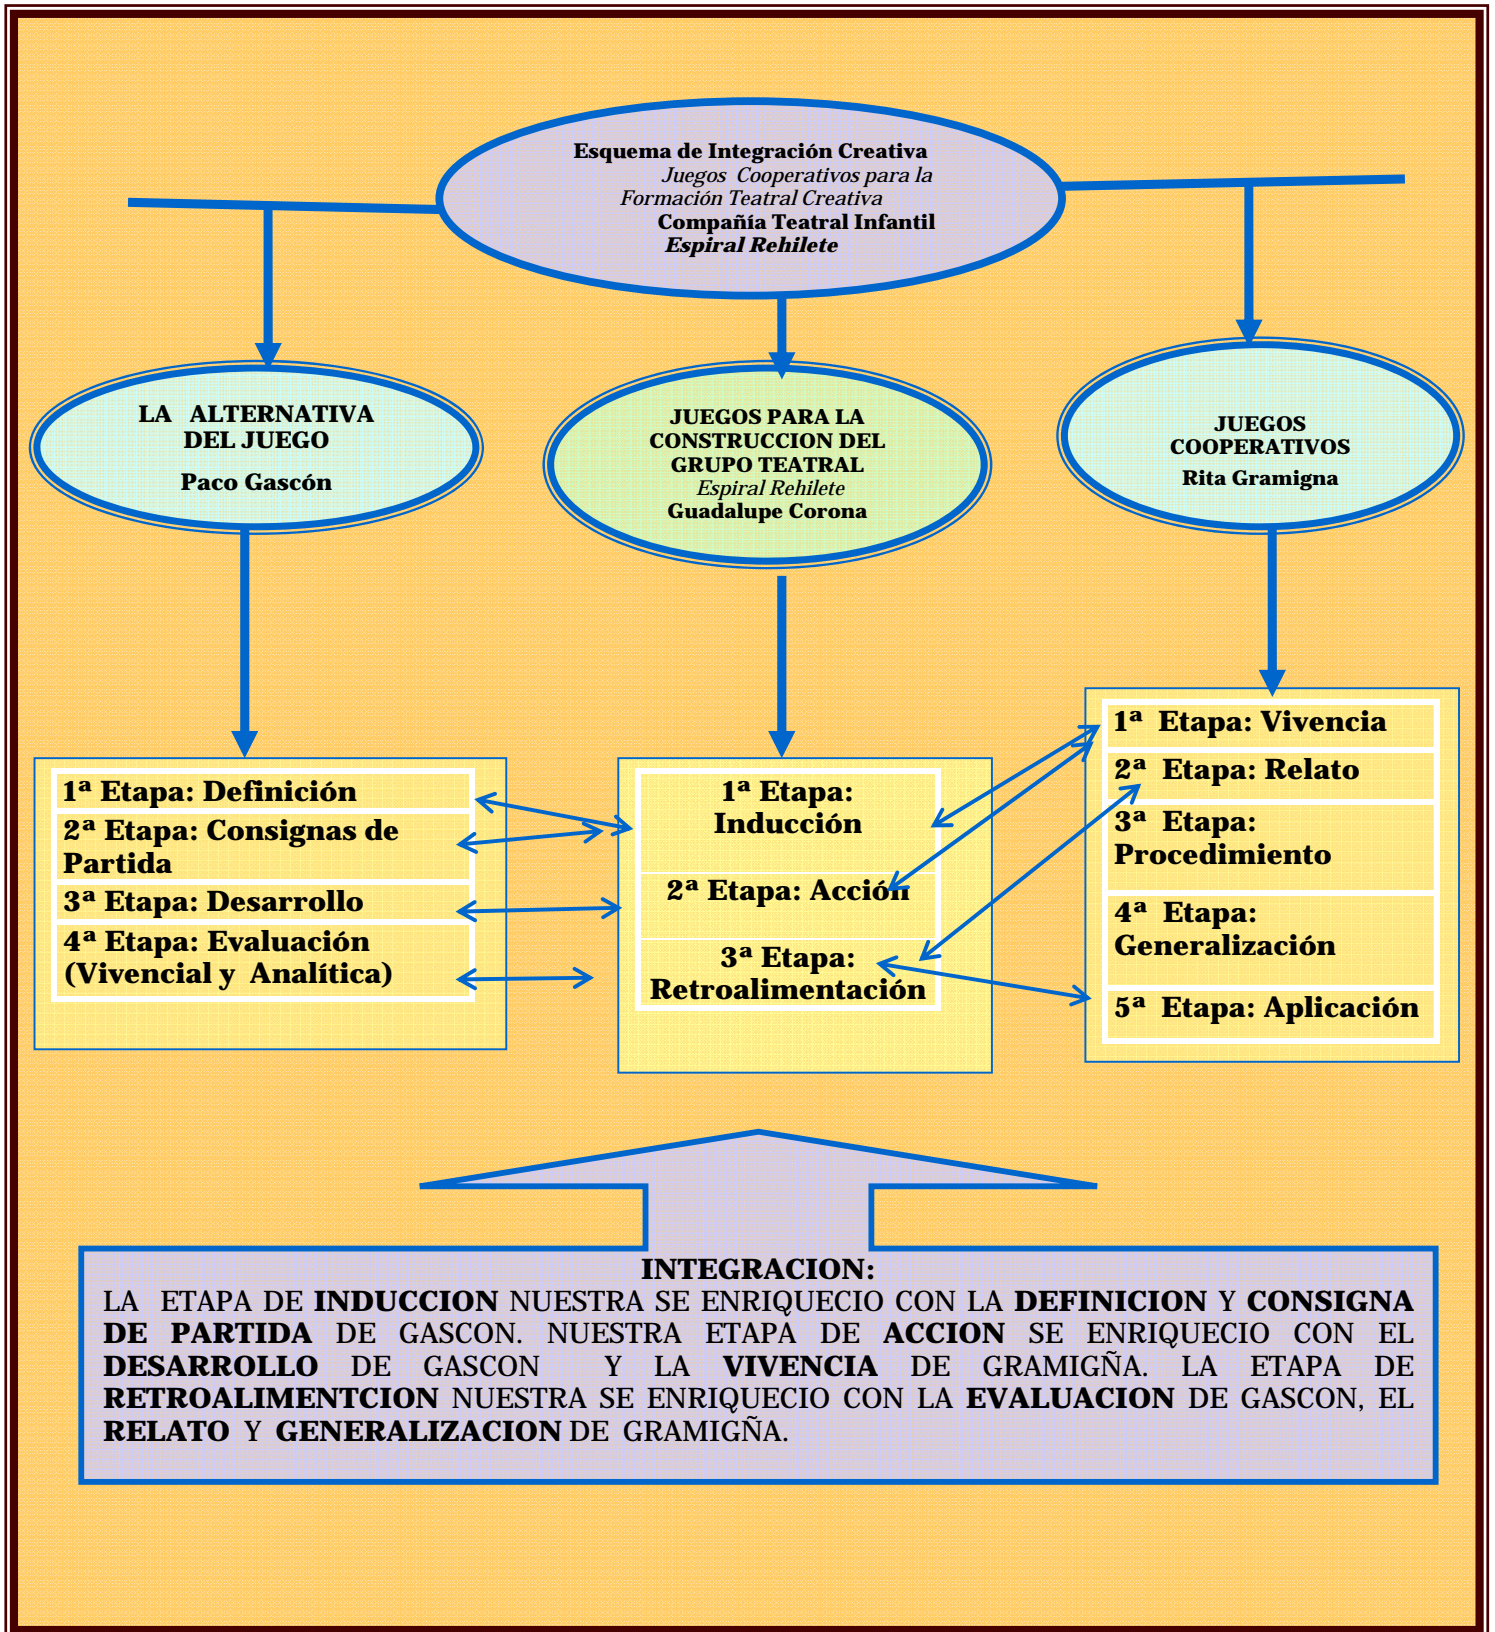 Esquema de Integración Creativa
Juegos Cooperativos para la
Formación Teatral Creativa
Compañía Teatral Infantil
Espiral Rehilete
LA ALTERNATIVA
DEL JUEGO
Paco Gascón
JUEGOS PARA LA
CONSTRUCCION DEL
GRUPO TEATRAL
Espiral Rehilete
Guadalupe Corona
JUEGOS
COOPERATIVOS
Rita Gramigna
1ª Etapa: Definición
2ª Etapa: Consignas de
Partida
3ª Etapa: Desarrollo
4ª Etapa: Evaluación
(Vivencial y Analítica)
1ª Etapa:
Inducción
2ª Etapa: Acción
3ª Etapa:
Retroalimentación
1ª Etapa: Vivencia
2ª Etapa: Relato
3ª Etapa:
Procedimiento
4ª Etapa:
Generalización
5ª Etapa: Aplicación
INTEGRACION:
LA ETAPA DE INDUCCION NUESTRA SE ENRIQUECIO CON LA DEFINICION Y CONSIGNA
DE PARTIDA DE GASCON. NUESTRA ETAPA DE ACCION SE ENRIQUECIO CON EL
DESARROLLO DE GASCON Y LA VIVENCIA DE GRAMIGÑA. LA ETAPA DE
RETROALIMENTCION NUESTRA SE ENRIQUECIO CON LA EVALUACION DE GASCON, EL
RELATO Y GENERALIZACION DE GRAMIGÑA.